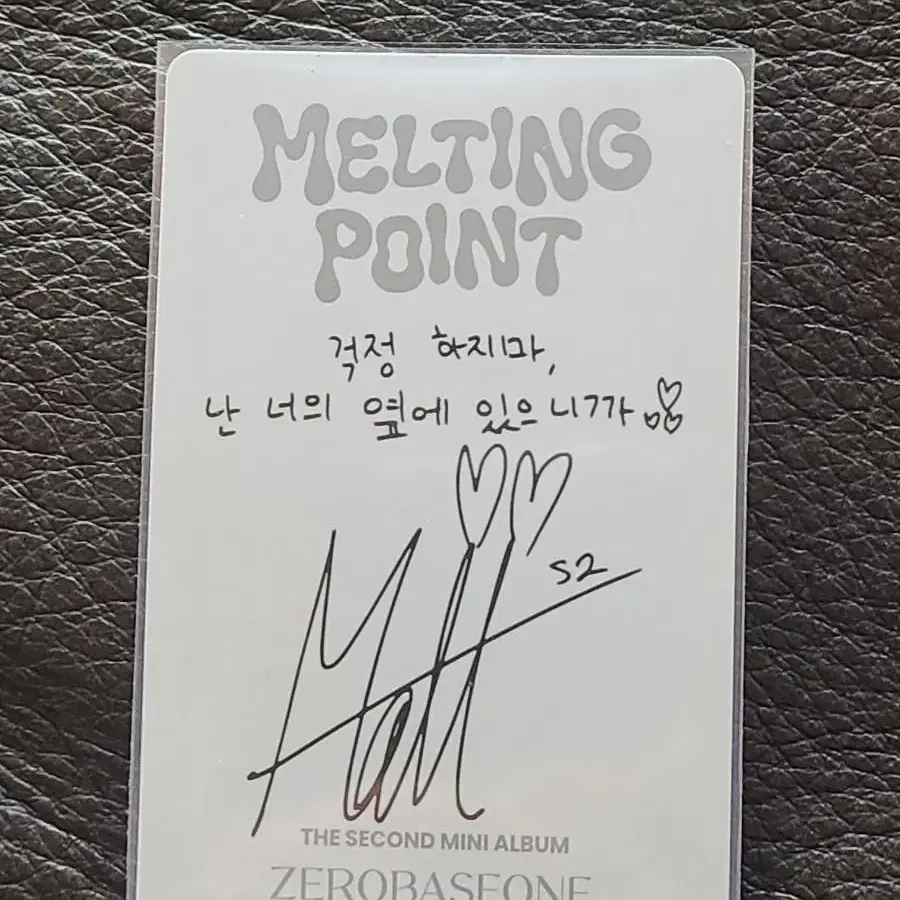 MELTING
POINT
걱정 하지마,
난 너의 옆에 있으니까
Matt
S2
THE SECOND MINI ALBUM
ZEROBASEONE